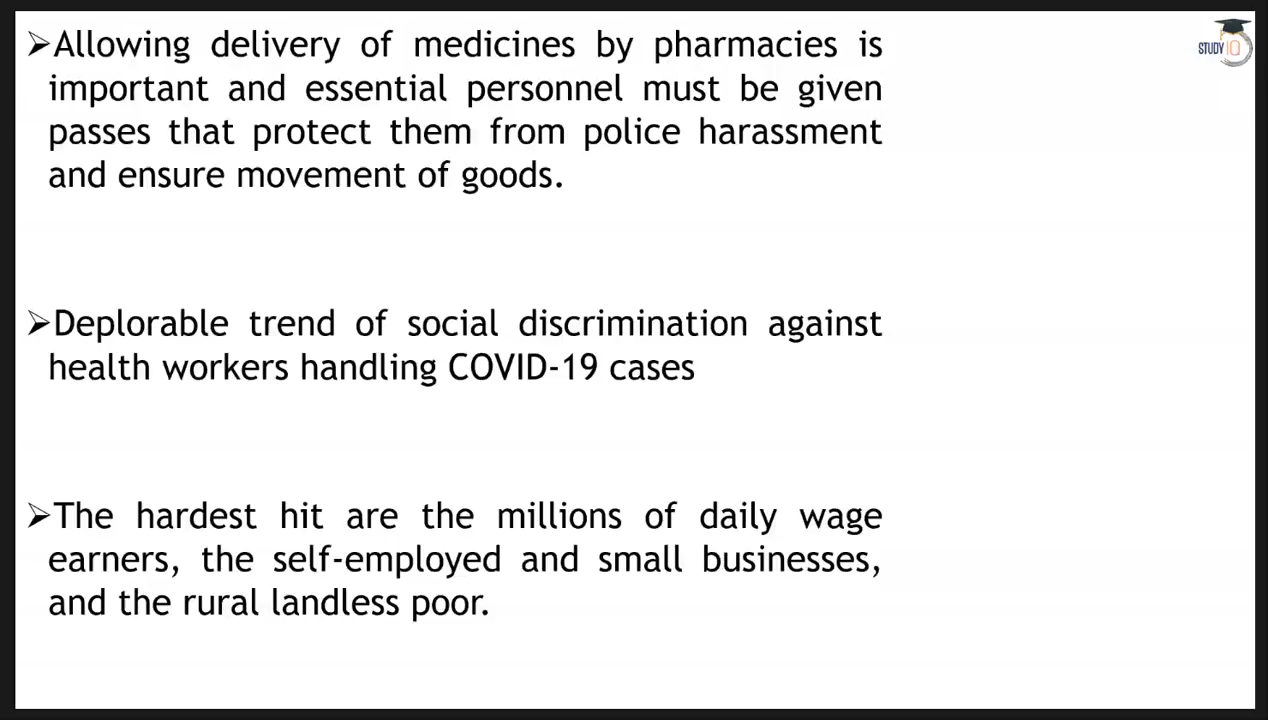 ➢Allowing delivery of medicines by pharmacies is
important and essential personnel must be given
passes that protect them from police harassment
and ensure movement of goods.
➢Deplorable trend of social discrimination against
health workers handling COVID-19 cases
➢The hardest hit are the millions of daily wage
earners, the self-employed and small businesses,
and the rural landless poor.
STUDY IQ